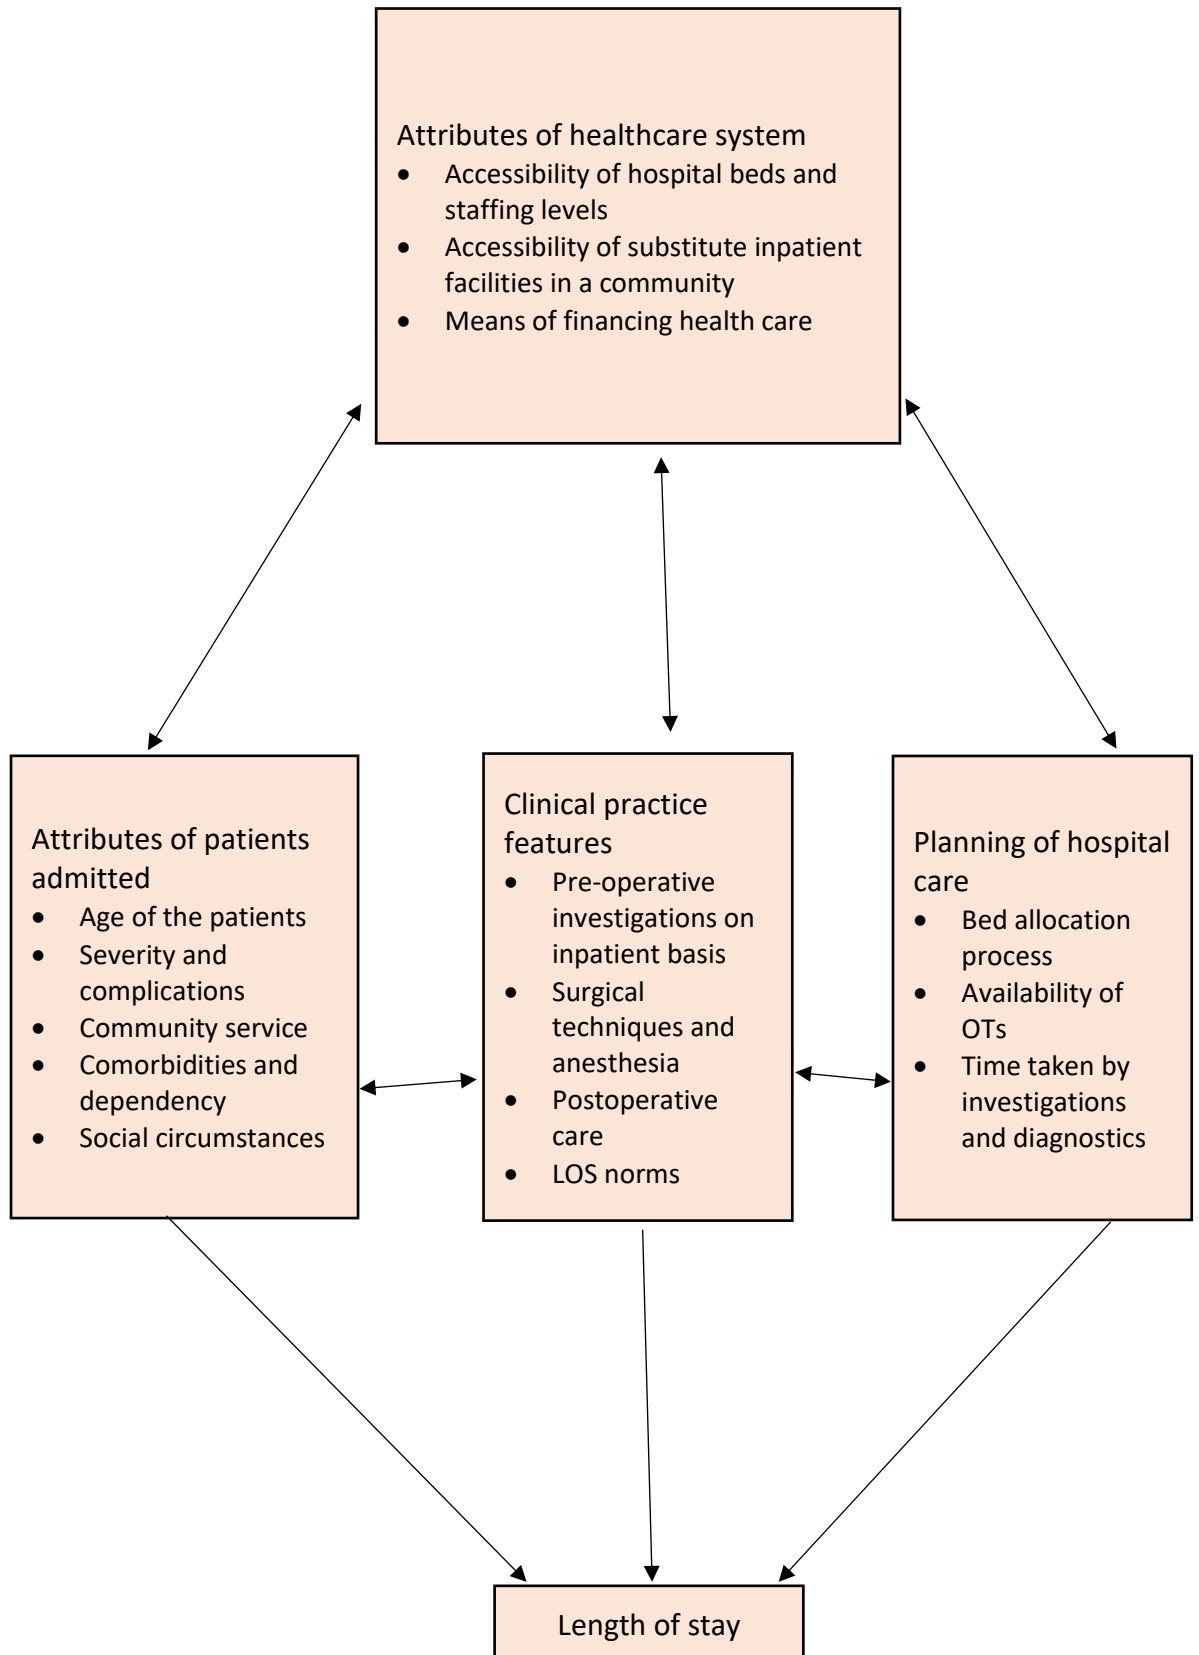 Attributes of healthcare system
• Accessibility of hospital beds and
staffing levels
• Accessibility of substitute inpatient
facilities in a community
• Means of financing health care
Attributes of patients
admitted
• Age of the patients
• Severity and
complications
• Community service
• Comorbidities and
dependency
• Social circumstances
Clinical practice
features
• Pre-operative
investigations on
inpatient basis
• Surgical
techniques and
anesthesia
• Postoperative
care
• LOS norms
Planning of hospital
care
• Bed allocation
process
• Availability of
OTs
• Time taken by
investigations
and diagnostics
Length of stay